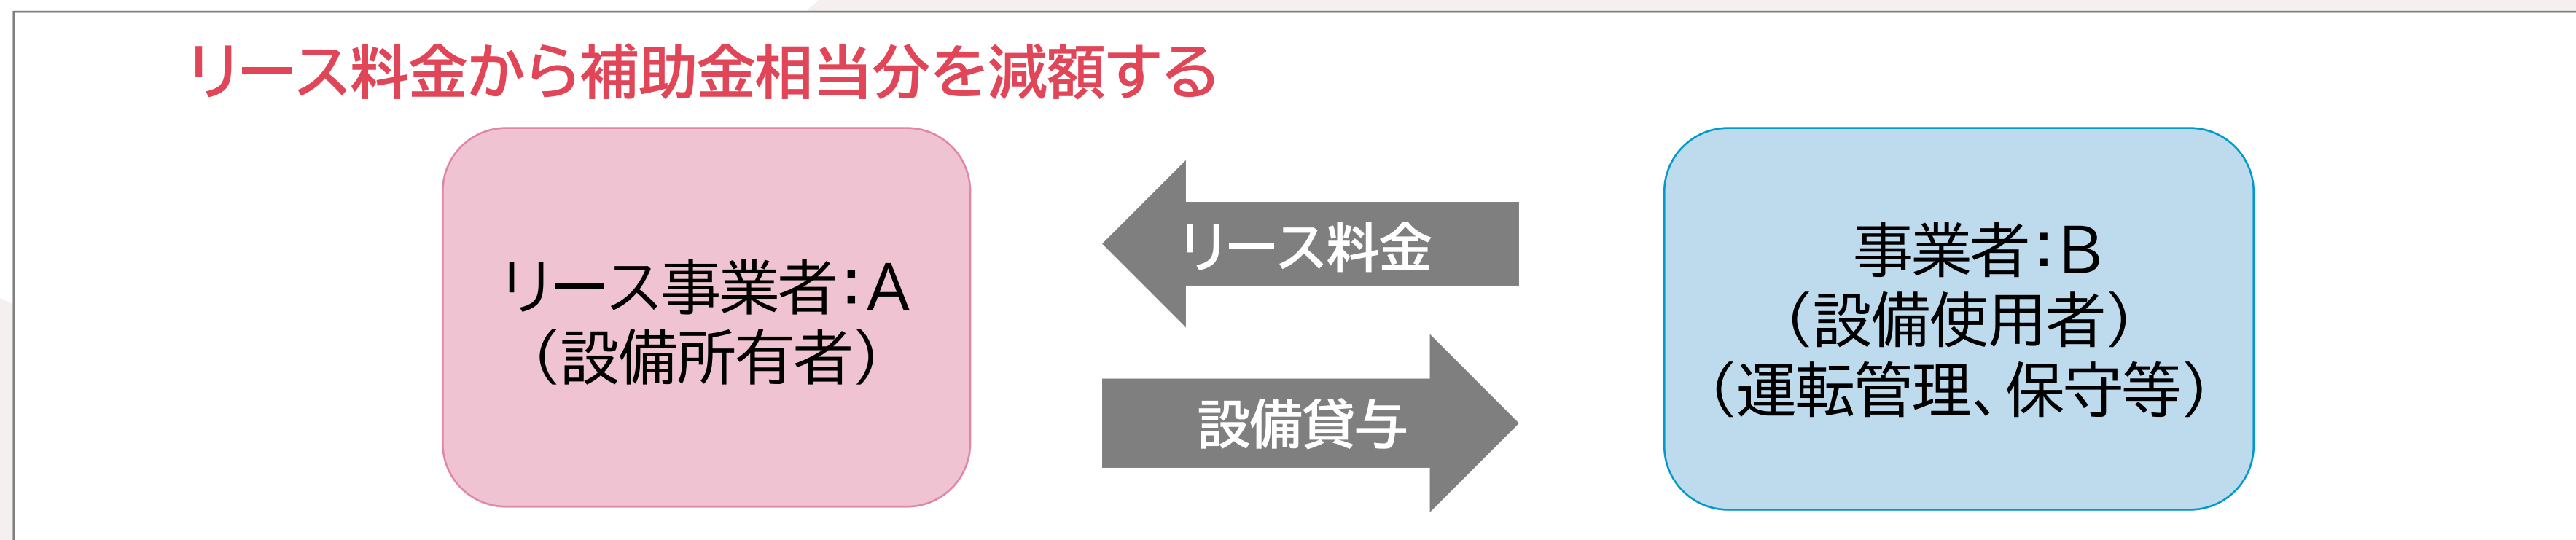 リース料金から補助金相当分を減額する
リース事業者：A
（設備所有者）
リース料金
設備貸与
事業者：B
（設備使用者）
（運転管理、保守等）